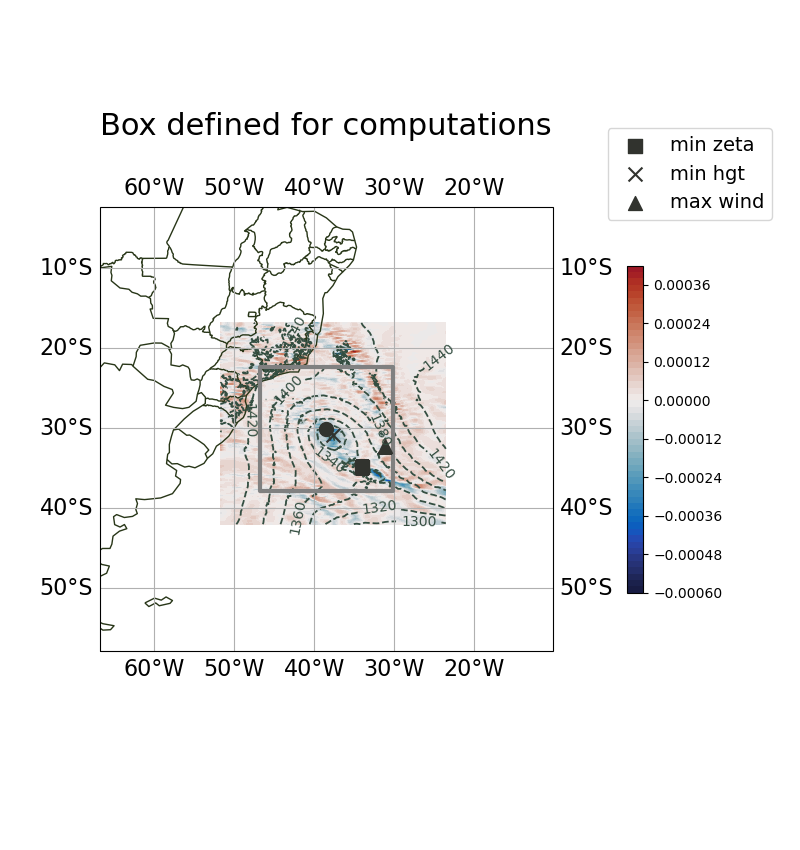 Box defined for computations
min zeta
min hgt
max wind
60°W 50°W 40°W 30°W 20°W
10°S 10°S
20°S 20°S
30°S 30°S
40°S 40°S
50°S 50°S
60°W 50°W 40°W 30°W 20°W
1440
1400
1420
1380
1340
1420
1360
1320
1300
0.00036
0.00024
0.00012
0.00000
−0.00012
−0.00024
−0.00036
−0.00048
−0.00060